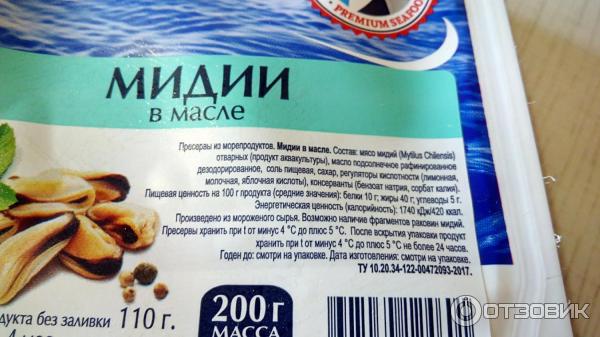 PREMIUM SEAFOOD
МИДИИ
в масле
Пресервы из морепродуктов. Мидии в масле. Состав: мясо мидий (Mytilus Chilensis)
отварных (продукт аквакультуры), масло подсолнечное рафинированное
дезодорированное, соль пищевая, сахар, регуляторы кислотности (лимонная,
молочная, яблочная кислоты), консерванты (бензоат натрия, сорбат калия).
Пищевая ценность на 100 г продукта (средние значения): белки 10 г; жиры 40 г; углеводы 5 г.
Энергетическая ценность (калорийность): 1740 кДж/420 ккал.
Произведено из мороженого сырья. Возможно наличие фрагментов раковин мидий.
Пресервы хранить при t от минус 4 °С до плюс 5 °С. После вскрытия упаковки продукт
хранить при t от минус 4 °С до плюс 5 °С не более 24 часов.
Годен до: смотри на упаковке. Дата изготовления: смотри на упаковке.
ТУ 10.20.34-122-00472093-2017.
200 г
МАССА
дукта без заливки 110 г.
ОТЗОВИК